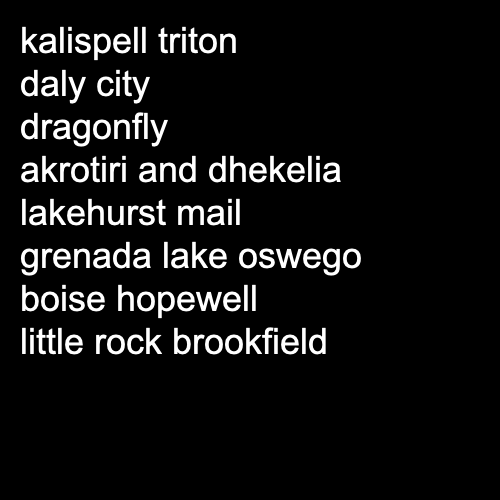 kalispell triton
daly city
dragonfly
akrotiri and dhekelia
lakehurst mail
grenada lake oswego
boise hopewell
little rock brookfield